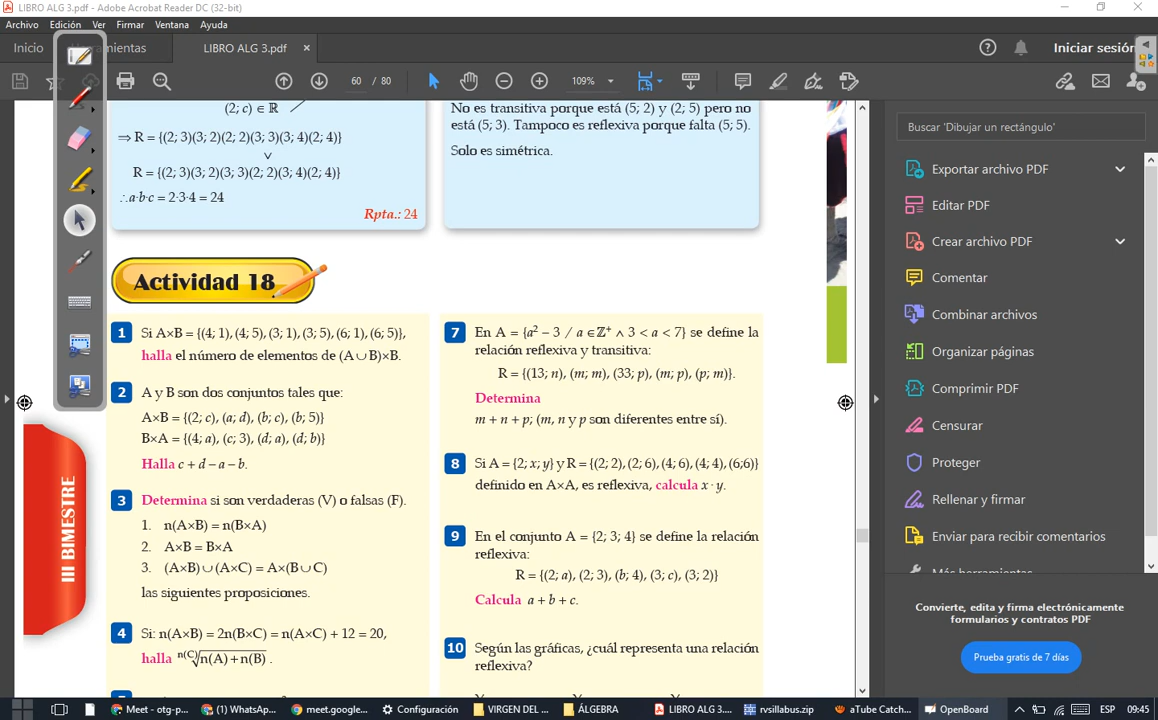 LIBRO ALG 3.pdf - Adobe Acrobat Reader DC (32-bit)
Archivo Edición Ver Firmar Ventana Ayuda
Inicio
LIBRO ALG 3.pdf ×
Iniciar sesión
60 / 80
109%
(2; c) ∈ ℝ
⇒ R = {(2; 3)(3; 2)(2; 2)(3; 3)(3; 4)(2; 4)}
∨
R = {(2; 3)(3; 2)(3; 3)(2; 2)(3; 4)(2; 4)}
∴a·b·c = 2·3·4 = 24
Rpta.: 24
No es transitiva porque está (5; 2) y (2; 5) pero no
está (5; 3). Tampoco es reflexiva porque falta (5; 5).
Solo es simétrica.
Actividad 18
1 Si A×B = {(4; 1), (4; 5), (3; 1), (3; 5), (6; 1), (6; 5)},
halla el número de elementos de (A ∪ B)×B.
2 A y B son dos conjuntos tales que:
A×B = {(2; c), (a; d), (b; c), (b; 5)}
B×A = {(4; a), (c; 3), (d; a), (d; b)}
Halla c + d – a – b.
3 Determina si son verdaderas (V) o falsas (F).
1. n(A×B) = n(B×A)
2. A×B = B×A
3. (A×B) ∪ (A×C) = A×(B ∪ C)
las siguientes proposiciones.
4 Si: n(A×B) = 2n(B×C) = n(A×C) + 12 = 20,
halla ⁿ⁽ꟲ⁾√n(A) + n(B) .
III BIMESTRE
7 En A = {a² – 3 / a ∈ ℤ⁺ ∧ 3 < a < 7} se define la
relación reflexiva y transitiva:
R = {(13; n), (m; m), (33; p), (m; p), (p; m)}.
Determina
m + n + p; (m, n y p son diferentes entre sí).
8 Si A = {2; x; y} y R = {(2; 2), (2; 6), (4; 6), (4; 4), (6;6)}
definido en A×A, es reflexiva, calcula x · y.
9 En el conjunto A = {2; 3; 4} se define la relación
reflexiva:
R = {(2; a), (2; 3), (b; 4), (3; c), (3; 2)}
Calcula a + b + c.
10 Según las gráficas, ¿cuál representa una relación
reflexiva?
Buscar 'Dibujar un rectángulo'
Exportar archivo PDF
Editar PDF
Crear archivo PDF
Comentar
Combinar archivos
Organizar páginas
Comprimir PDF
Censurar
Proteger
Rellenar y firmar
Enviar para recibir comentarios
Más herramientas
Convierte, edita y firma electrónicamente
formularios y contratos PDF
Prueba gratis de 7 días
Meet - otg-p... (1) WhatsAp... meet.google... Configuración VIRGEN DEL ... ÁLGEBRA LIBRO ALG 3.p... rvsillabus.zip aTube Catch... OpenBoard ESP 09:45